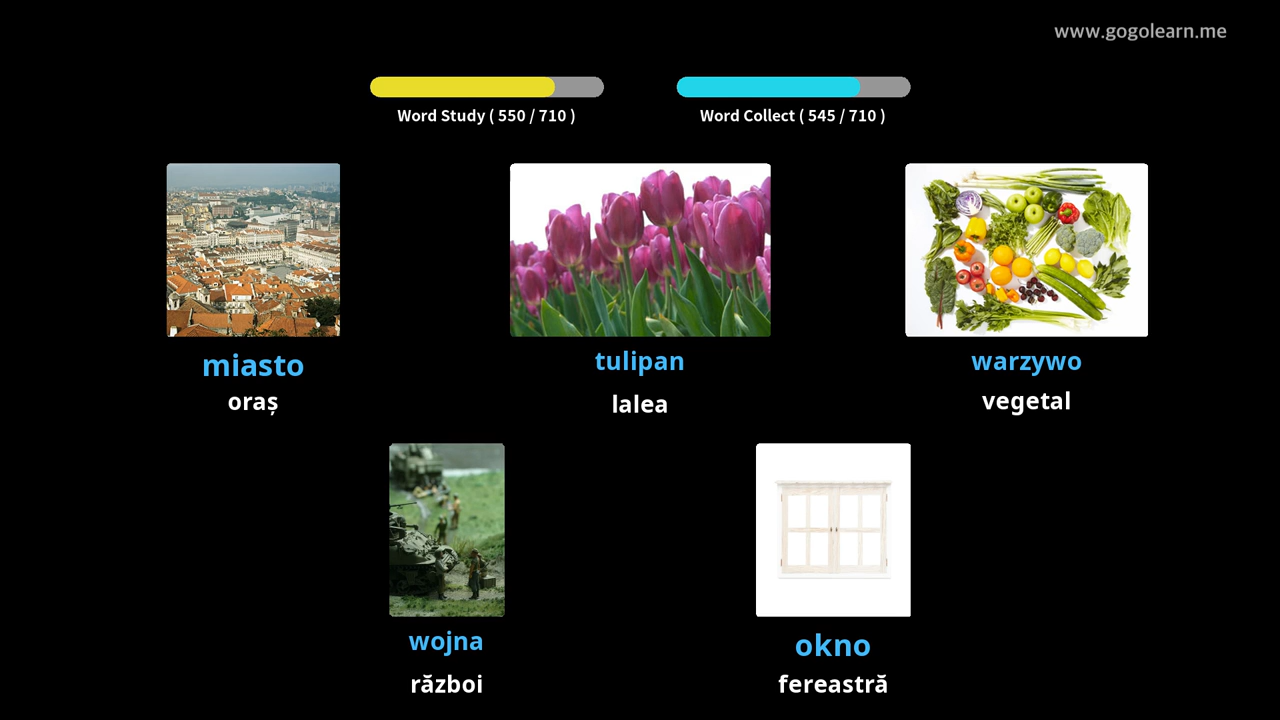 www.gogolearn.me
Word Study ( 550 / 710 )
Word Collect ( 545 / 710 )
miasto
oraș
tulipan
lalea
warzywo
vegetal
wojna
război
okno
fereastră